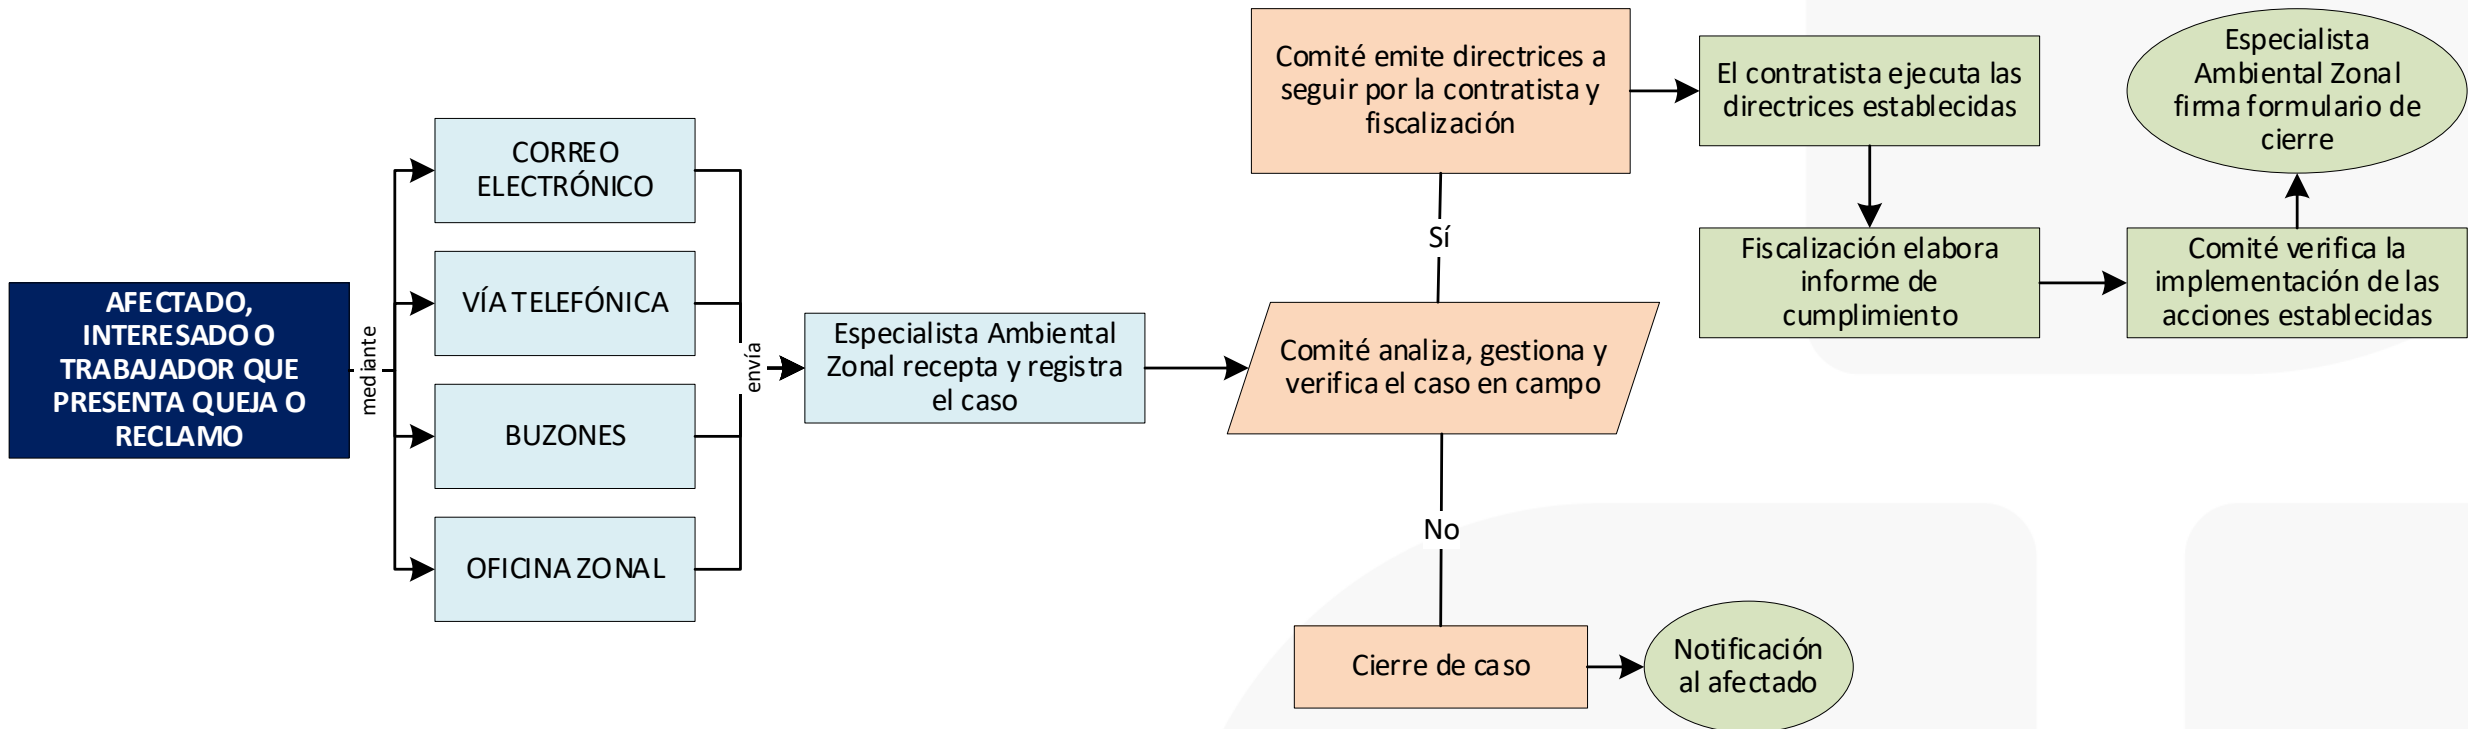 AFECTADO,
INTERESADO O
TRABAJADOR QUE
PRESENTA QUEJA O
RECLAMO
mediante
CORREO
ELECTRÓNICO
VÍA TELEFÓNICA
BUZONES
OFICINA ZONAL
envía
Especialista Ambiental
Zonal recepta y registra
el caso
Comité analiza, gestiona y
verifica el caso en campo
Sí
Comité emite directrices a
seguir por la contratista y
fiscalización
El contratista ejecuta las
directrices establecidas
Fiscalización elabora
informe de
cumplimiento
Comité verifica la
implementación de las
acciones establecidas
Especialista
Ambiental Zonal
firma formulario de
cierre
No
Cierre de caso
Notificación
al afectado